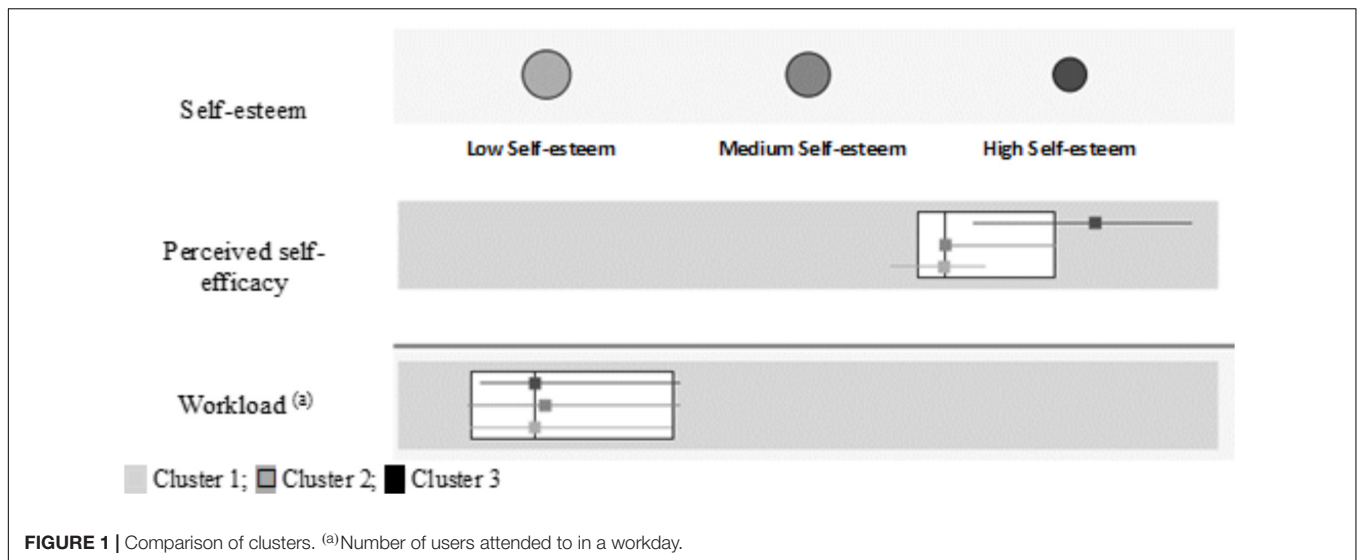 Self-esteem
Low Self-esteem Medium Self-esteem High Self-esteem
Perceived self-
efficacy
Workload (a)
Cluster 1; Cluster 2; Cluster 3
FIGURE 1 | Comparison of clusters. (a)Number of users attended to in a workday.